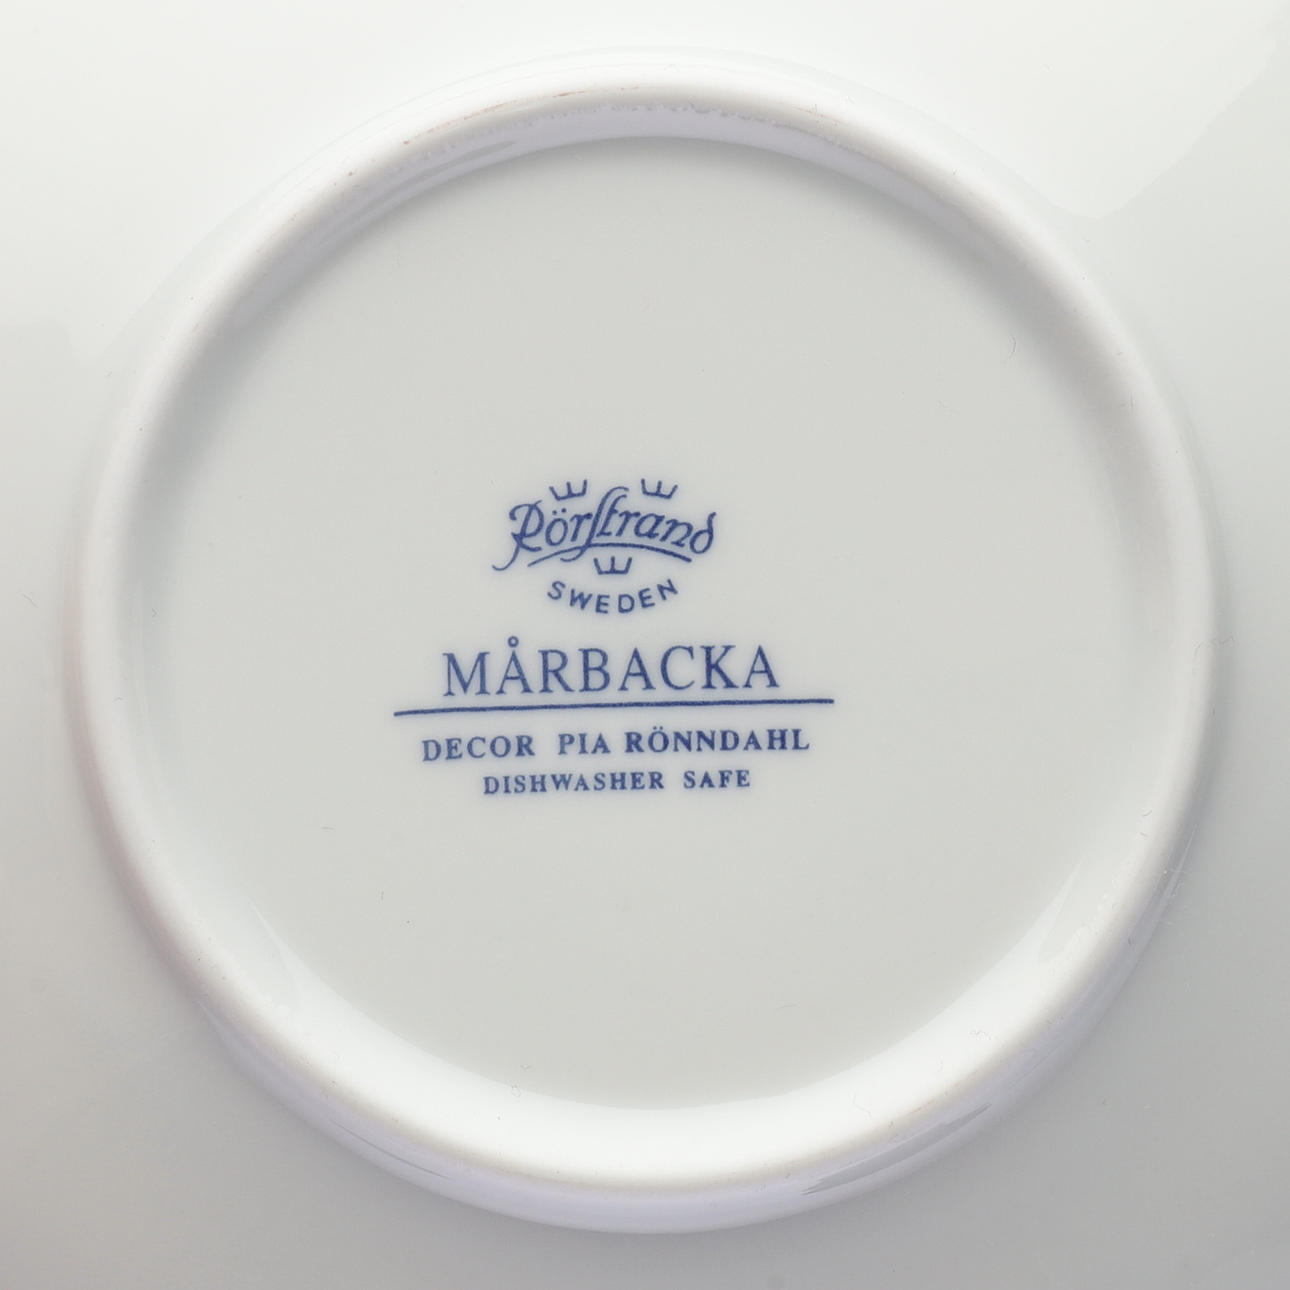 Rörstrand
SWEDEN
MÅRBACKA
DECOR PIA RÖNNDAHL
DISHWASHER SAFE